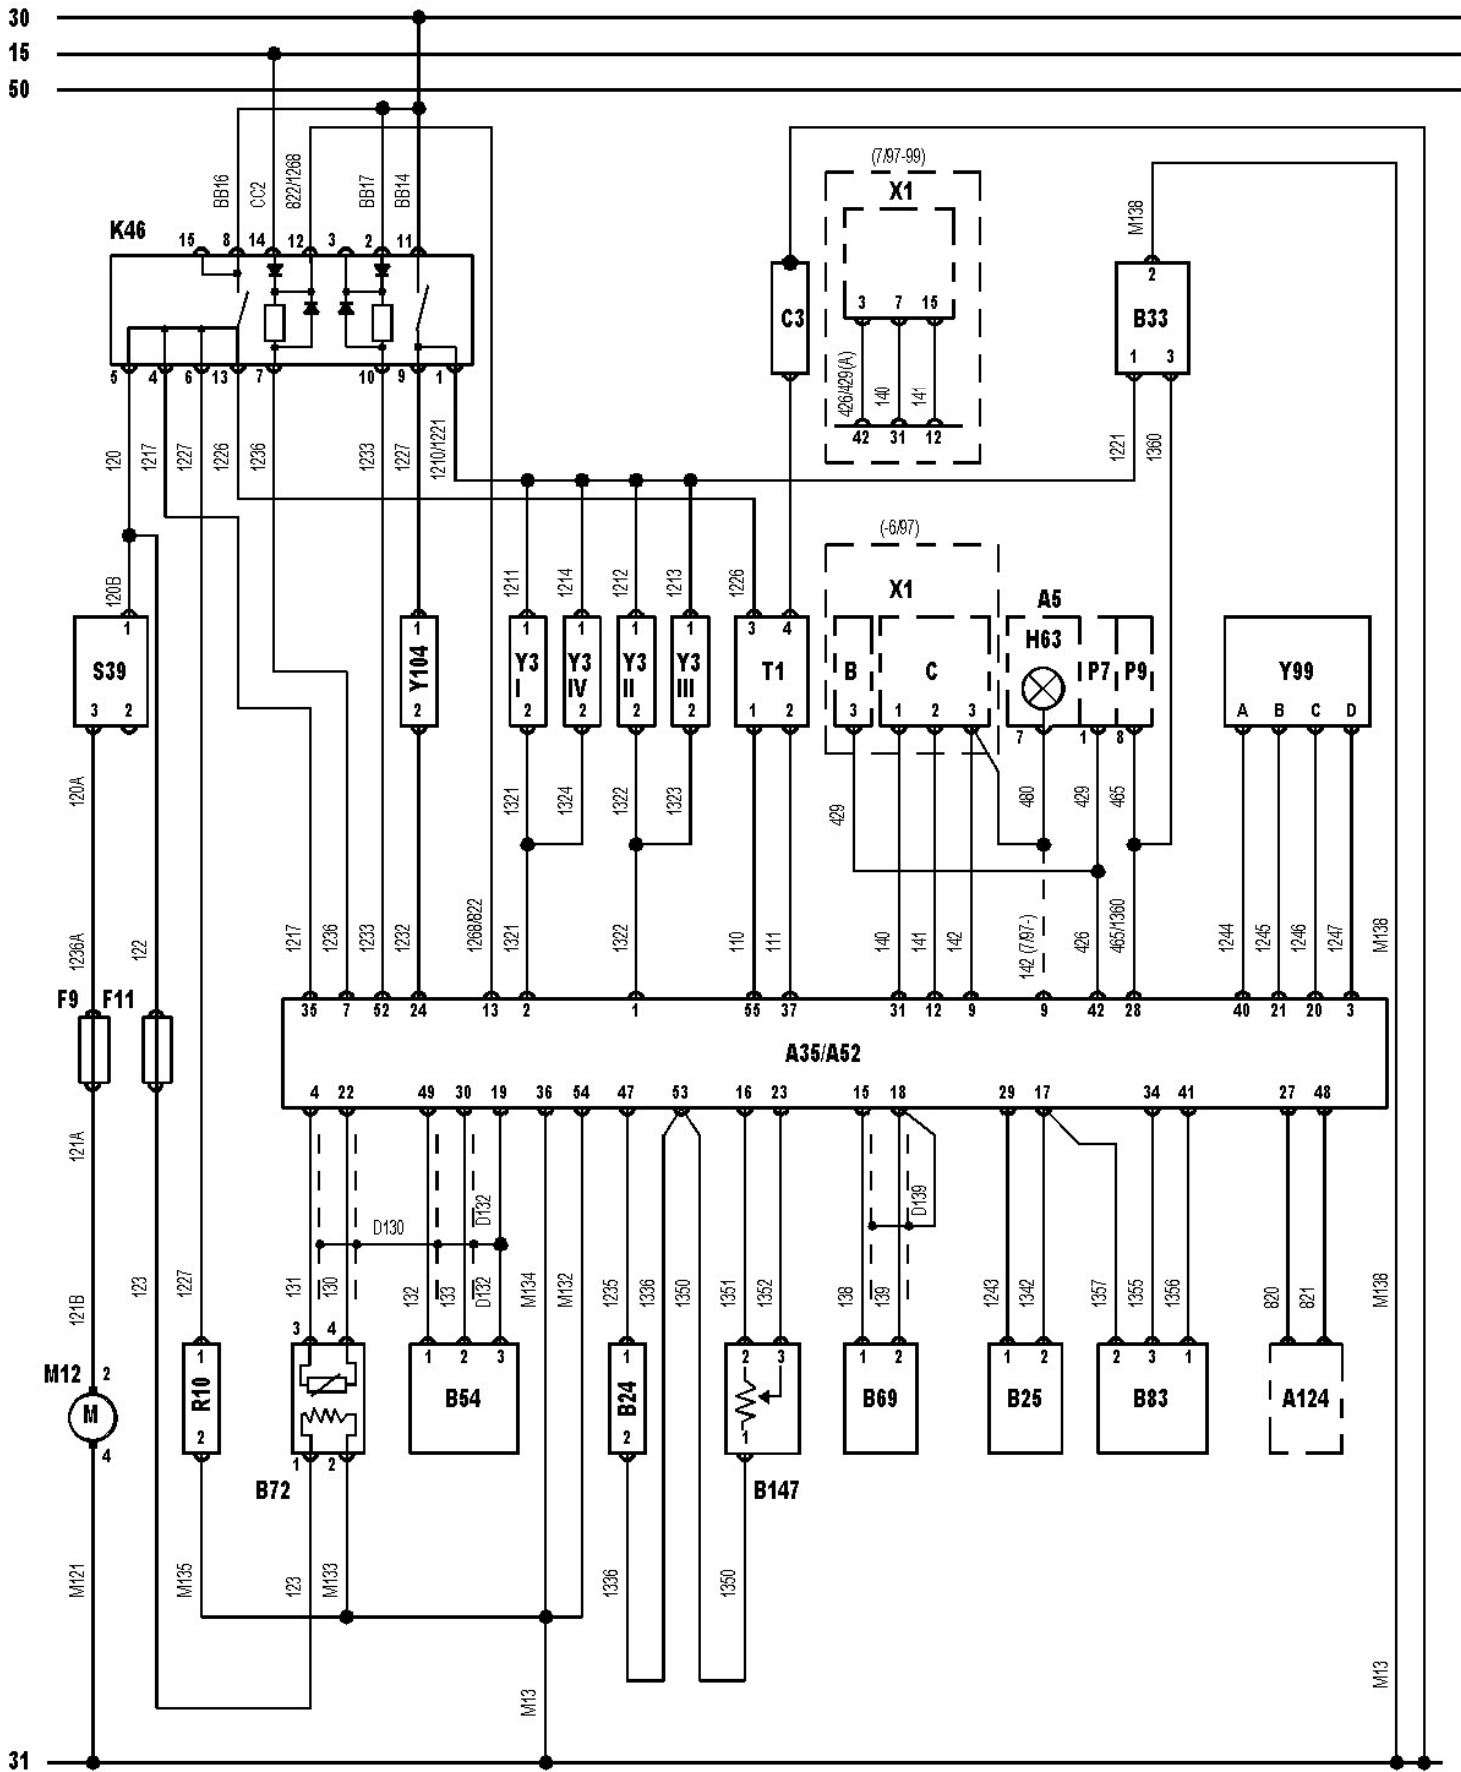 30
15
50
(7/97-99)
X1
BB16
CC2
822/1268
BB17
BB14
M138
K46
15 8 14 12 3 2 11
2
3 7 15
C3
B33
1 3
5 4 6 13 7 10 9 1
426/429(A)
140
141
42 31 12
120
1217
1227
1226
1236
1233
1227
1210/1221
1221
1360
(-6/97)
120B
1211
1214
1212
1213
1226
X1
A5
1
1
1
1
1
1
3 4
H63
S39
Y104
Y3 I
Y3 IV
Y3 II
Y3 III
T1
B
C
P7
P9
Y99
3 2
2
2
2
2
2
1 2
3
1 2 3
A B C D
7 1 8
120A
1321
1324
1322
1323
429
480
429
465
1236A
122
1217
1236
1233
1232
1268/822
1321
1322
110
111
140
141
142
142 (7/97-)
426
465/1360
1244
1245
1246
1247
M138
F9 F11
35 7 52 24 13 2 1 55 37 31 12 9 9 42 28 40 21 20 3
A35/A52
4 22 49 30 19 36 54 47 53 16 23 15 18 29 17 34 41 27 48
121A
D130
D132
D139
121B
123
1227
131
130
132
133
D132
M134
M132
1235
1336
1350
1351
1352
138
139
1243
1342
1357
1355
1356
820
821
M138
3 4
M12 2
1
1 2 3
1
2 3
1 2
1 2
2 3 1
M
R10
B54
B24
B69
B25
B83
A124
4
2
2
1
1 2
B72
B147
M121
M135
123
M133
1336
1350
M13
M13
31